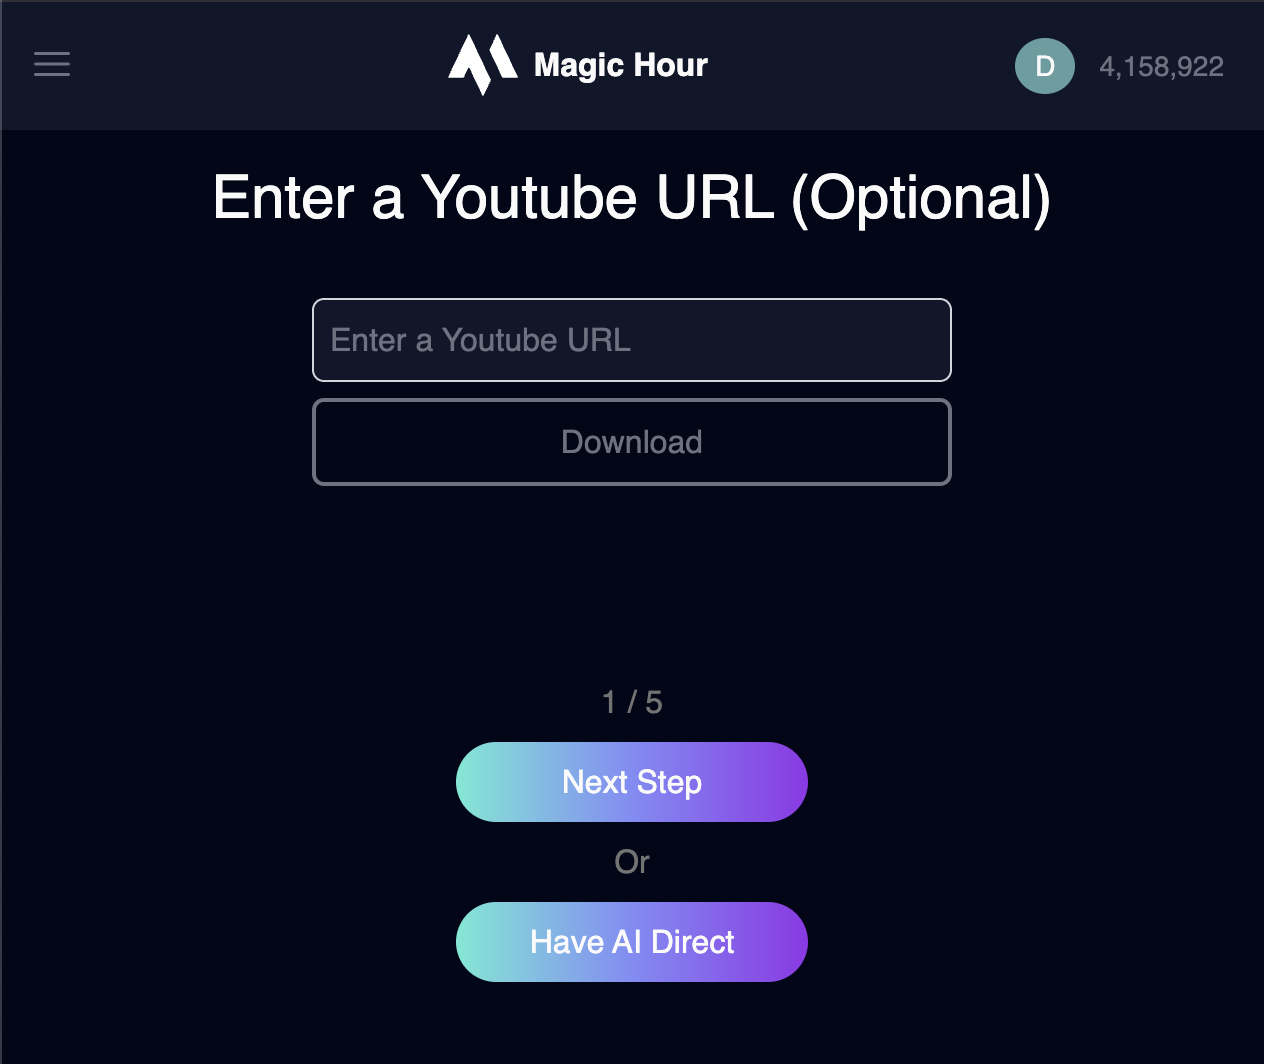 Magic Hour
D
4,158,922
Enter a Youtube URL (Optional)
Enter a Youtube URL
Download
1 / 5
Next Step
Or
Have AI Direct